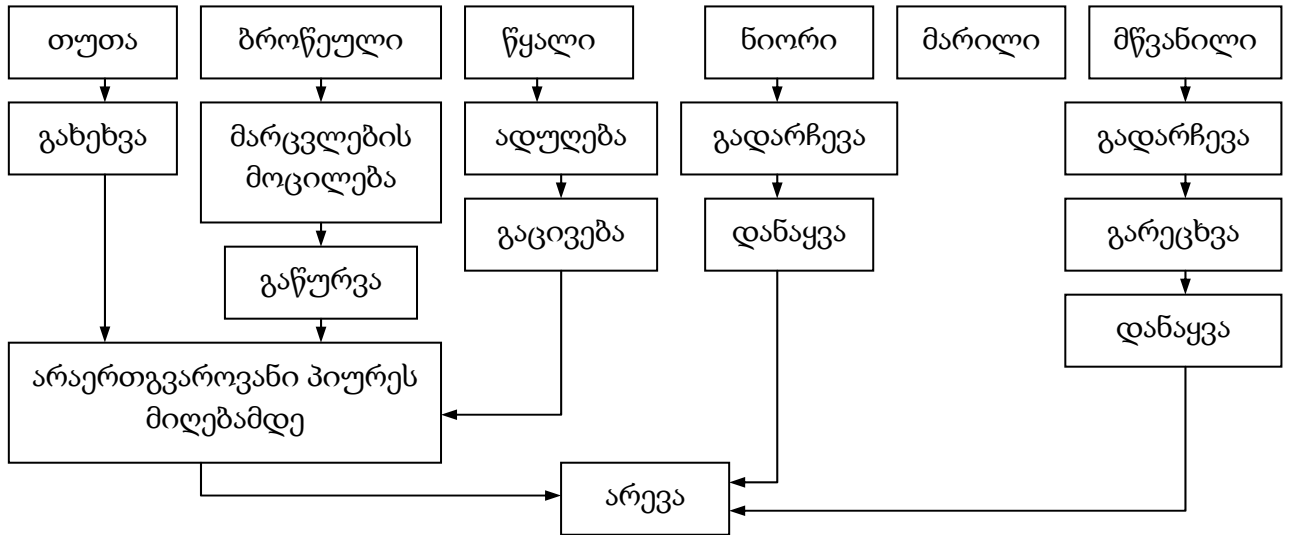 თუთა
ბროწეული
წყალი
ნიორი
მარილი
მწვანილი
გახეხვა
მარცვლების
მოცილება
ადუღება
გადარჩევა
გადარჩევა
გაცივება
დანაყვა
გარეცხვა
გაწურვა
დანაყვა
არაერთგვაროვანი პიურეს
მიღებამდე
არევა